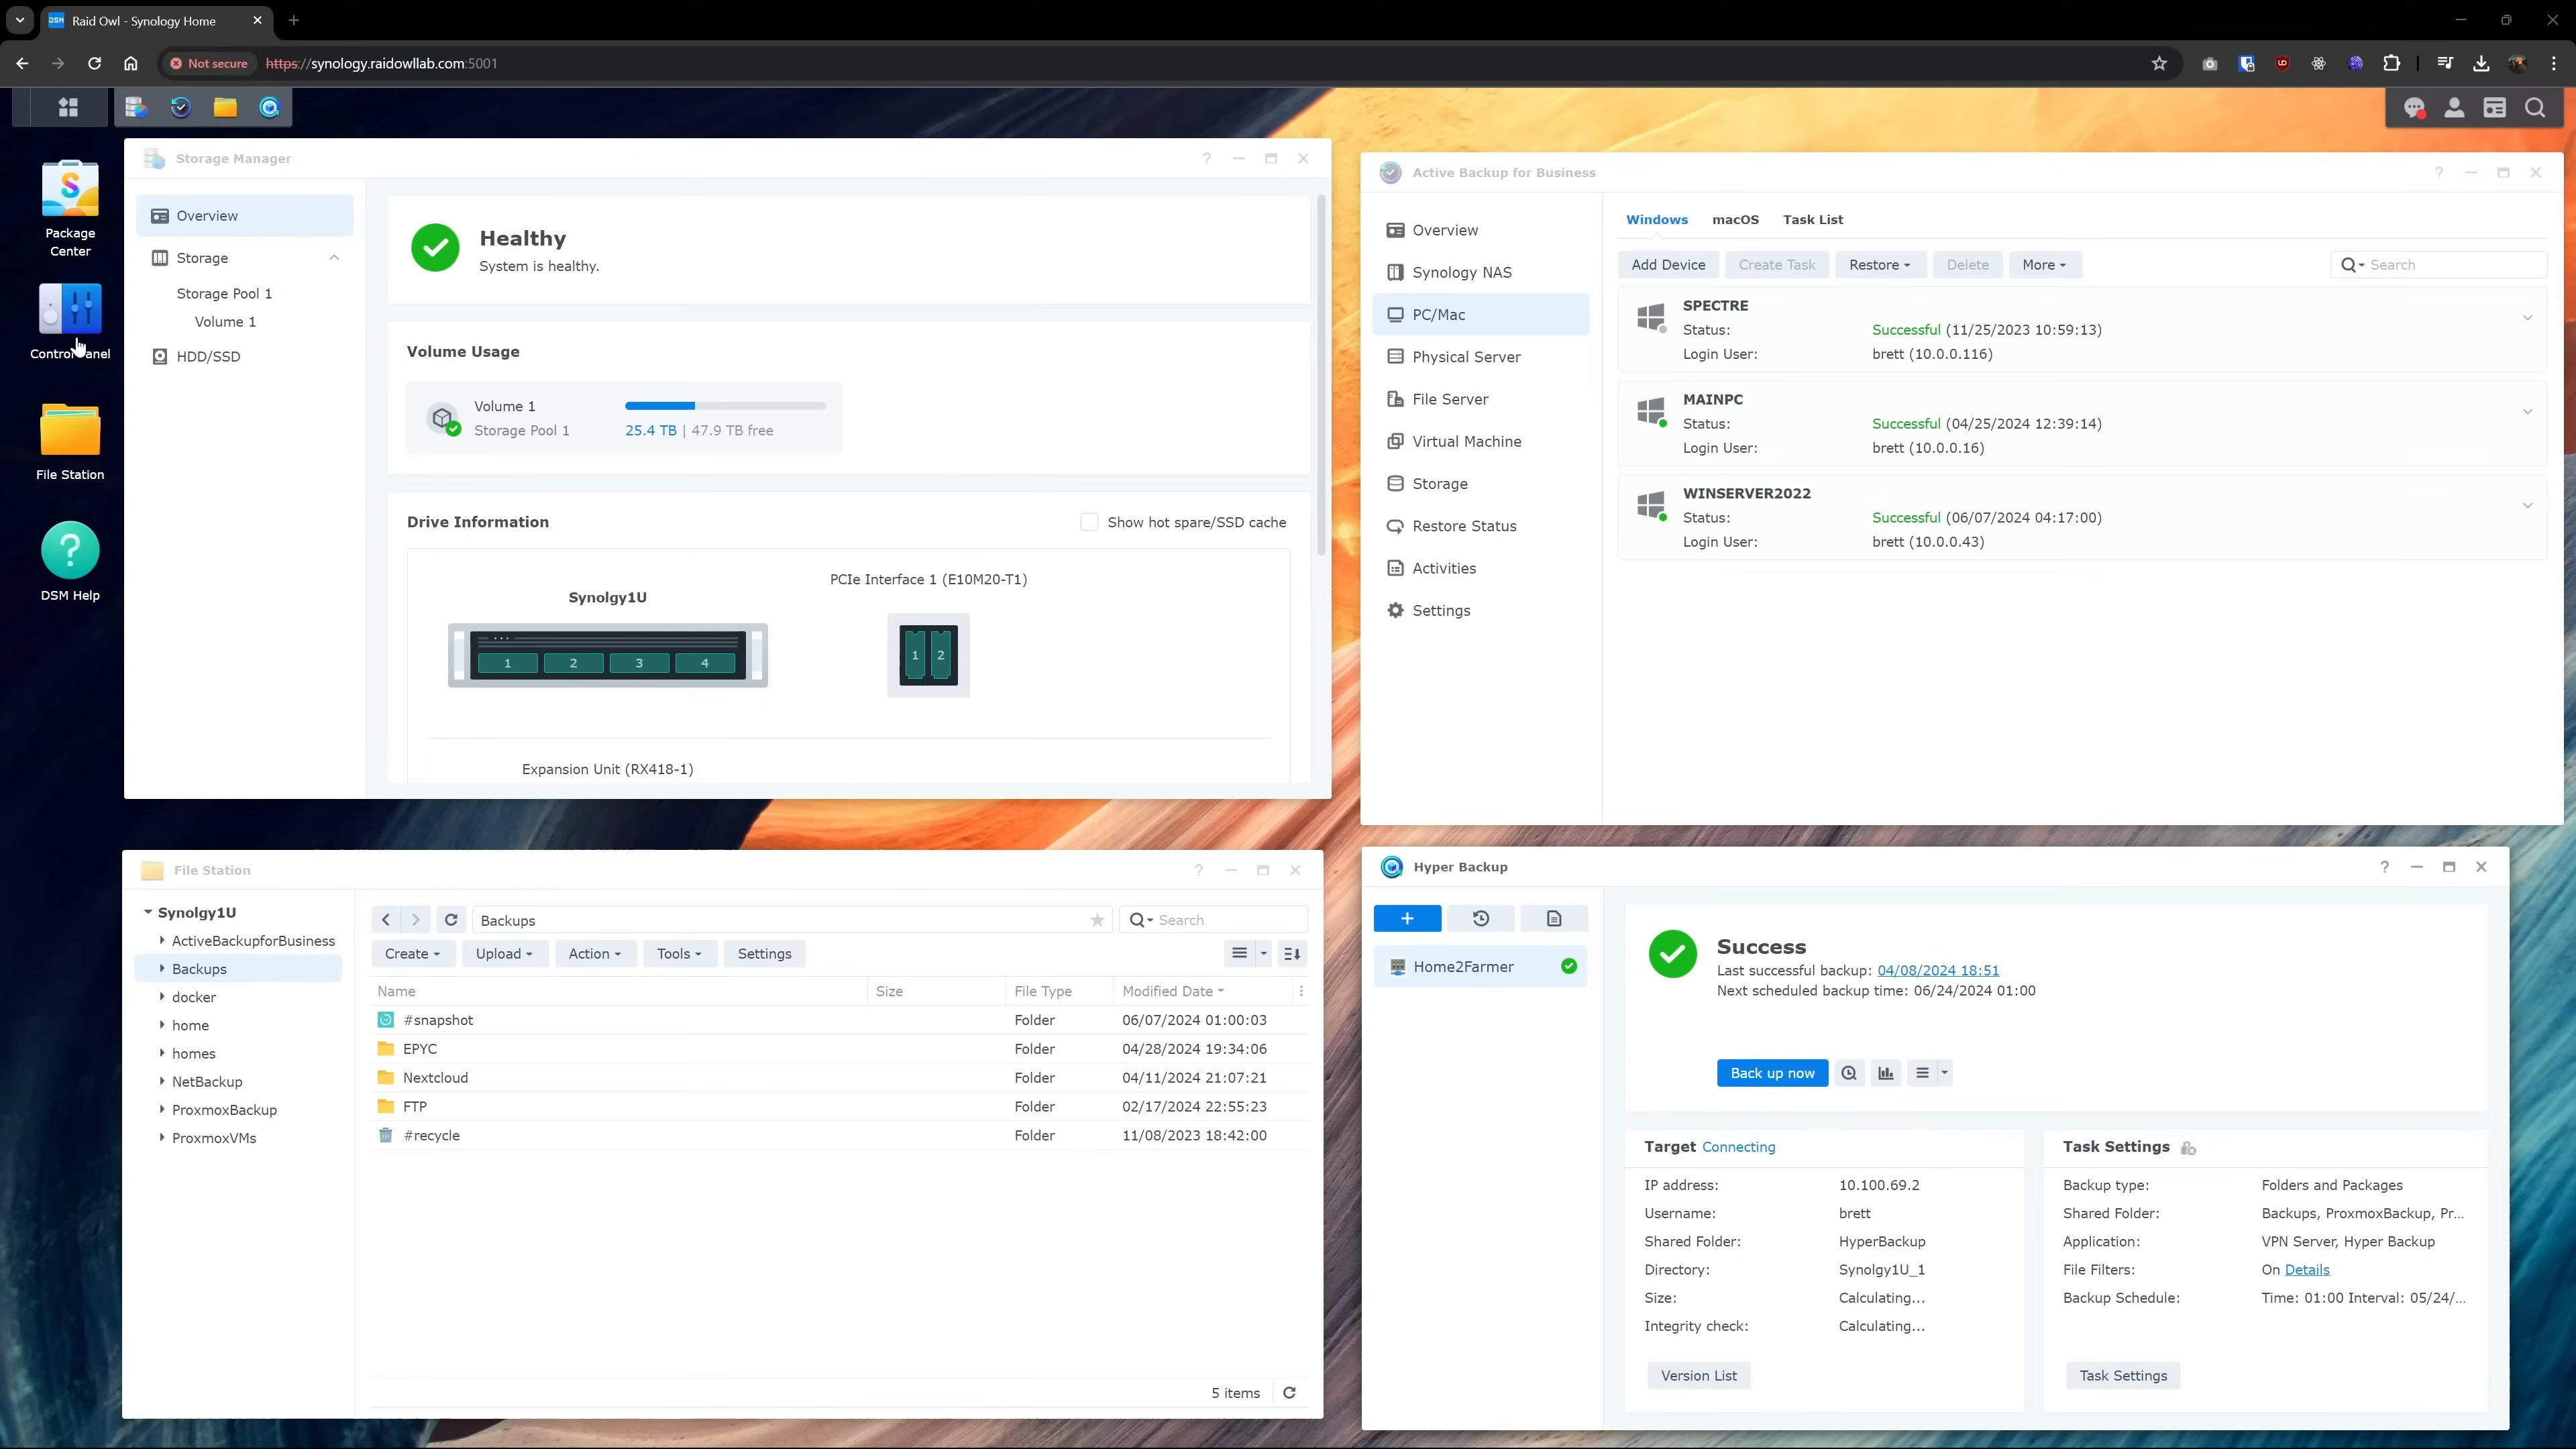 Raid Owl - Synology Home
Not secure
https://synology.raidowllab.com:5001
Package
Center
Control Panel
File Station
DSM Help
Storage Manager
Overview
Storage
Storage Pool 1
Volume 1
HDD/SSD
Healthy
System is healthy.
Volume Usage
Volume 1
Storage Pool 1
25.4 TB | 47.9 TB free
Drive Information
Show hot spare/SSD cache
Synolgy1U
1 2 3 4
PCIe Interface 1 (E10M20-T1)
1 2
Expansion Unit (RX418-1)
Active Backup for Business
Overview
Synology NAS
PC/Mac
Physical Server
File Server
Virtual Machine
Storage
Restore Status
Activities
Settings
Windows macOS Task List
Add Device Create Task Restore Delete More Search
SPECTRE
Status: Successful (11/25/2023 10:59:13)
Login User: brett (10.0.0.116)
MAINPC
Status: Successful (04/25/2024 12:39:14)
Login User: brett (10.0.0.16)
WINSERVER2022
Status: Successful (06/07/2024 04:17:00)
Login User: brett (10.0.0.43)
File Station
Synolgy1U
ActiveBackupforBusiness
Backups
docker
home
homes
NetBackup
ProxmoxBackup
ProxmoxVMs
Backups
Search
Create Upload Action Tools Settings
Name Size File Type Modified Date
#snapshot Folder 06/07/2024 01:00:03
EPYC Folder 04/28/2024 19:34:06
Nextcloud Folder 04/11/2024 21:07:21
FTP Folder 02/17/2024 22:55:23
#recycle Folder 11/08/2023 18:42:00
5 items
Hyper Backup
Home2Farmer
Success
Last successful backup: 04/08/2024 18:51
Next scheduled backup time: 06/24/2024 01:00
Back up now
Target Connecting
IP address: 10.100.69.2
Username: brett
Shared Folder: HyperBackup
Directory: Synolgy1U_1
Size: Calculating...
Integrity check: Calculating...
Version List
Task Settings
Backup type: Folders and Packages
Shared Folder: Backups, ProxmoxBackup, Pr...
Application: VPN Server, Hyper Backup
File Filters: On Details
Backup Schedule: Time: 01:00 Interval: 05/24/...
Task Settings